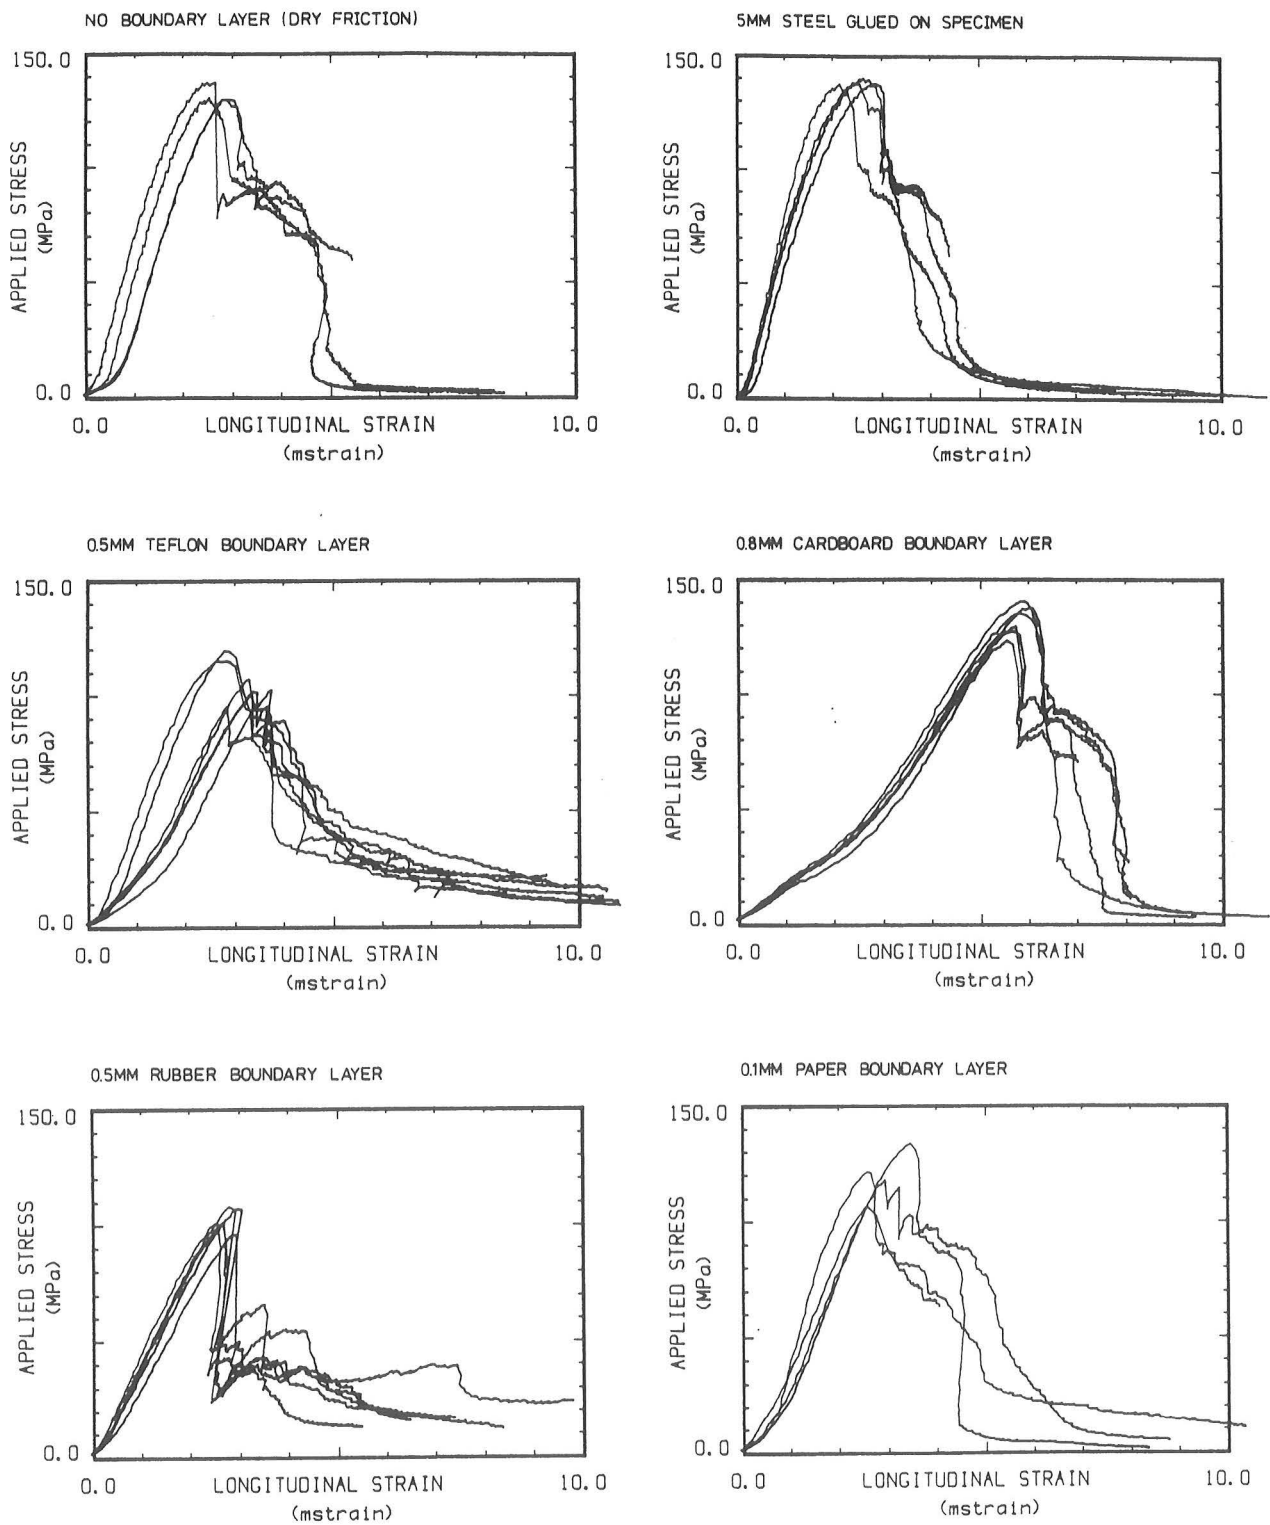 NO BOUNDARY LAYER (DRY FRICTION)
150.0
APPLIED STRESS
(MPa)
0.0
0.0 LONGITUDINAL STRAIN 10.0
(mstrain)
5MM STEEL GLUED ON SPECIMEN
150.0
APPLIED STRESS
(MPa)
0.0
0.0 LONGITUDINAL STRAIN 10.0
(mstrain)
0.5MM TEFLON BOUNDARY LAYER
150.0
APPLIED STRESS
(MPa)
0.0
0.0 LONGITUDINAL STRAIN 10.0
(mstrain)
0.8MM CARDBOARD BOUNDARY LAYER
150.0
APPLIED STRESS
(MPa)
0.0
0.0 LONGITUDINAL STRAIN 10.0
(mstrain)
0.5MM RUBBER BOUNDARY LAYER
150.0
APPLIED STRESS
(MPa)
0.0
0.0 LONGITUDINAL STRAIN 10.0
(mstrain)
0.1MM PAPER BOUNDARY LAYER
150.0
APPLIED STRESS
(MPa)
0.0
0.0 LONGITUDINAL STRAIN 10.0
(mstrain)